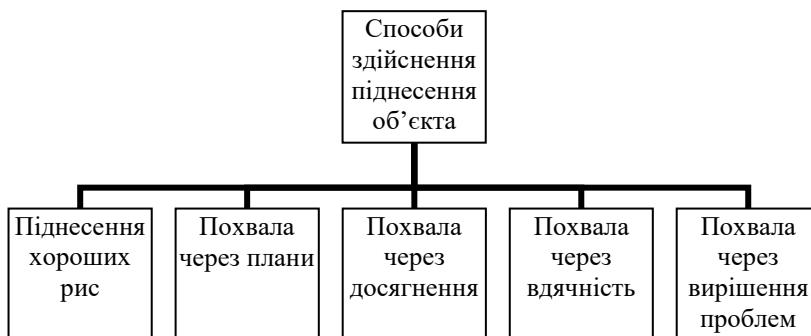 Способи
здійснення
піднесення
об’єкта
Піднесення
хороших
рис
Похвала
через плани
Похвала
через
досягнення
Похвала
через
вдячність
Похвала
через
вирішення
проблем